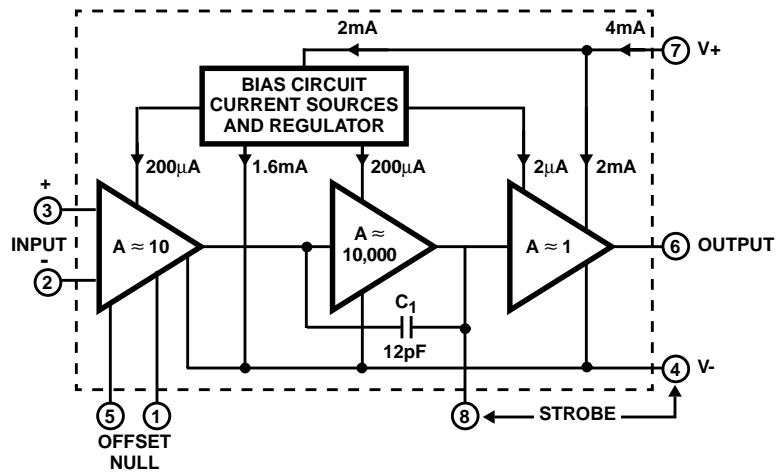 2mA
4mA
7
V+
BIAS CIRCUIT
CURRENT SOURCES
AND REGULATOR
200μA
1.6mA
200μA
2μA
2mA
+
3
INPUT
-
2
A ≈ 10
A ≈
10,000
A ≈ 1
6
OUTPUT
C1
12pF
4
V-
5
1
8
STROBE
OFFSET
NULL